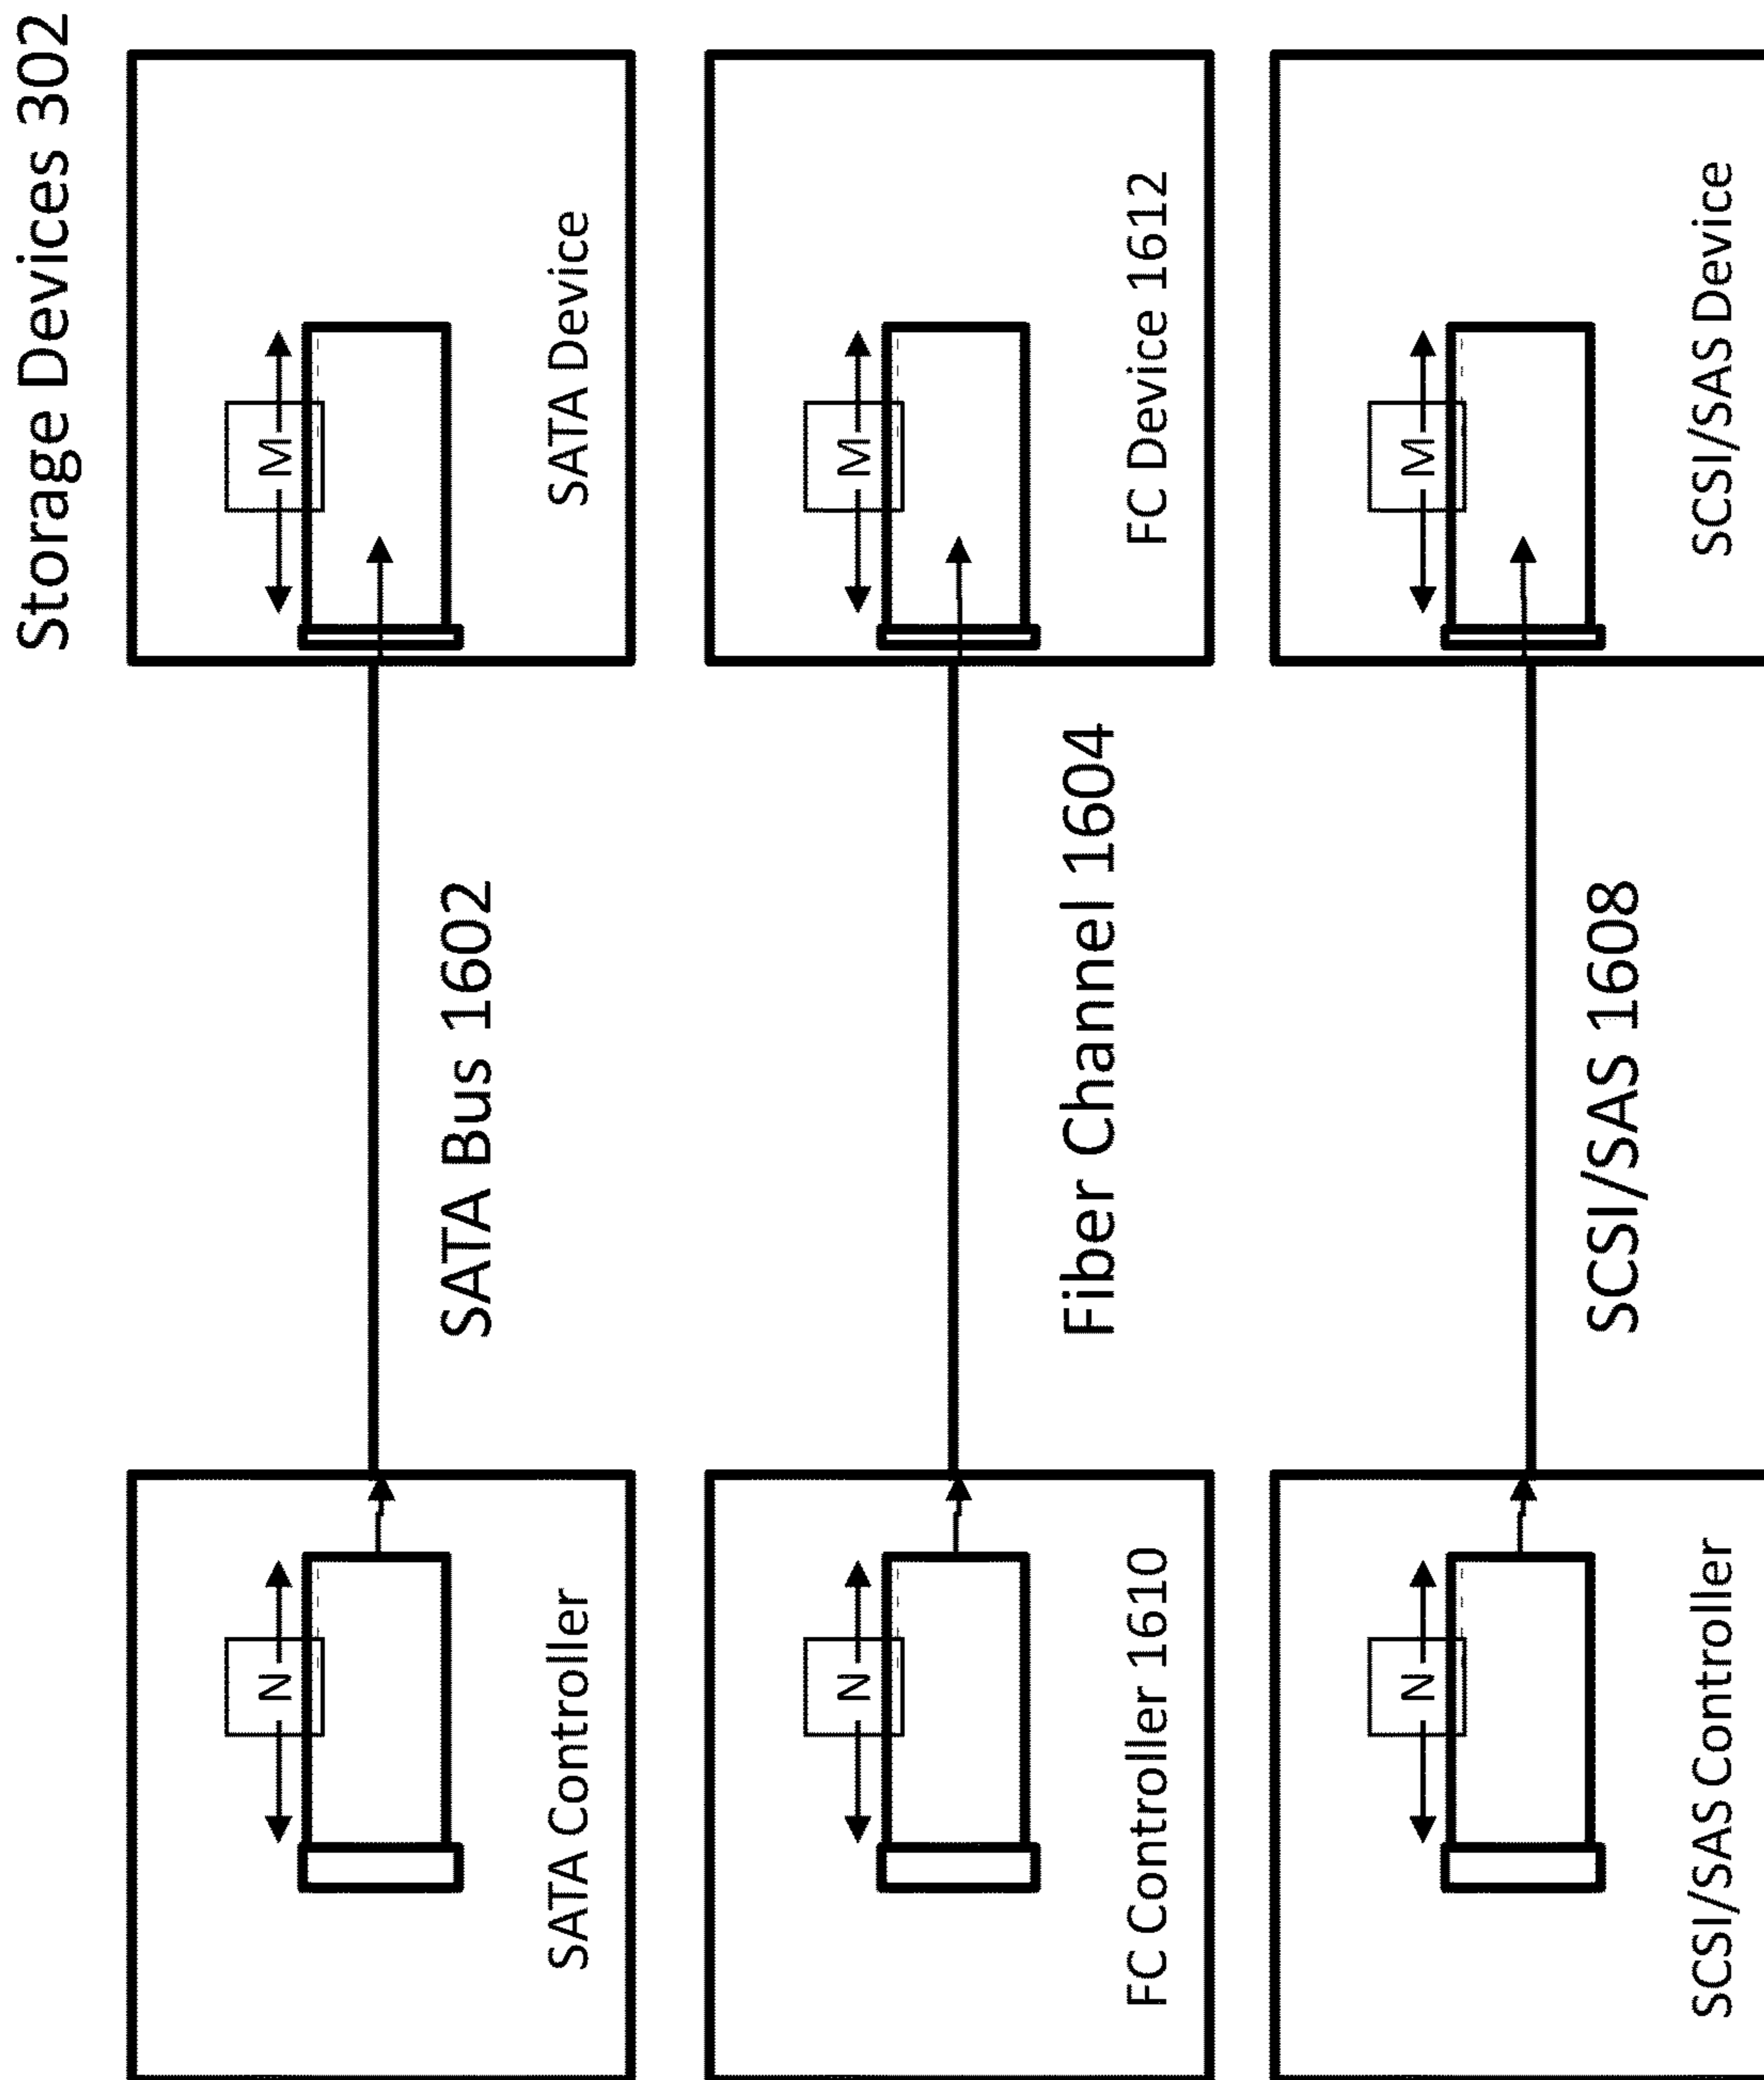 Storage Devices 302
N
SATA Controller
SATA Bus 1602
M
SATA Device
N
FC Controller 1610
Fiber Channel 1604
M
FC Device 1612
N
SCSI/SAS Controller
SCSI/SAS 1608
M
SCSI/SAS Device